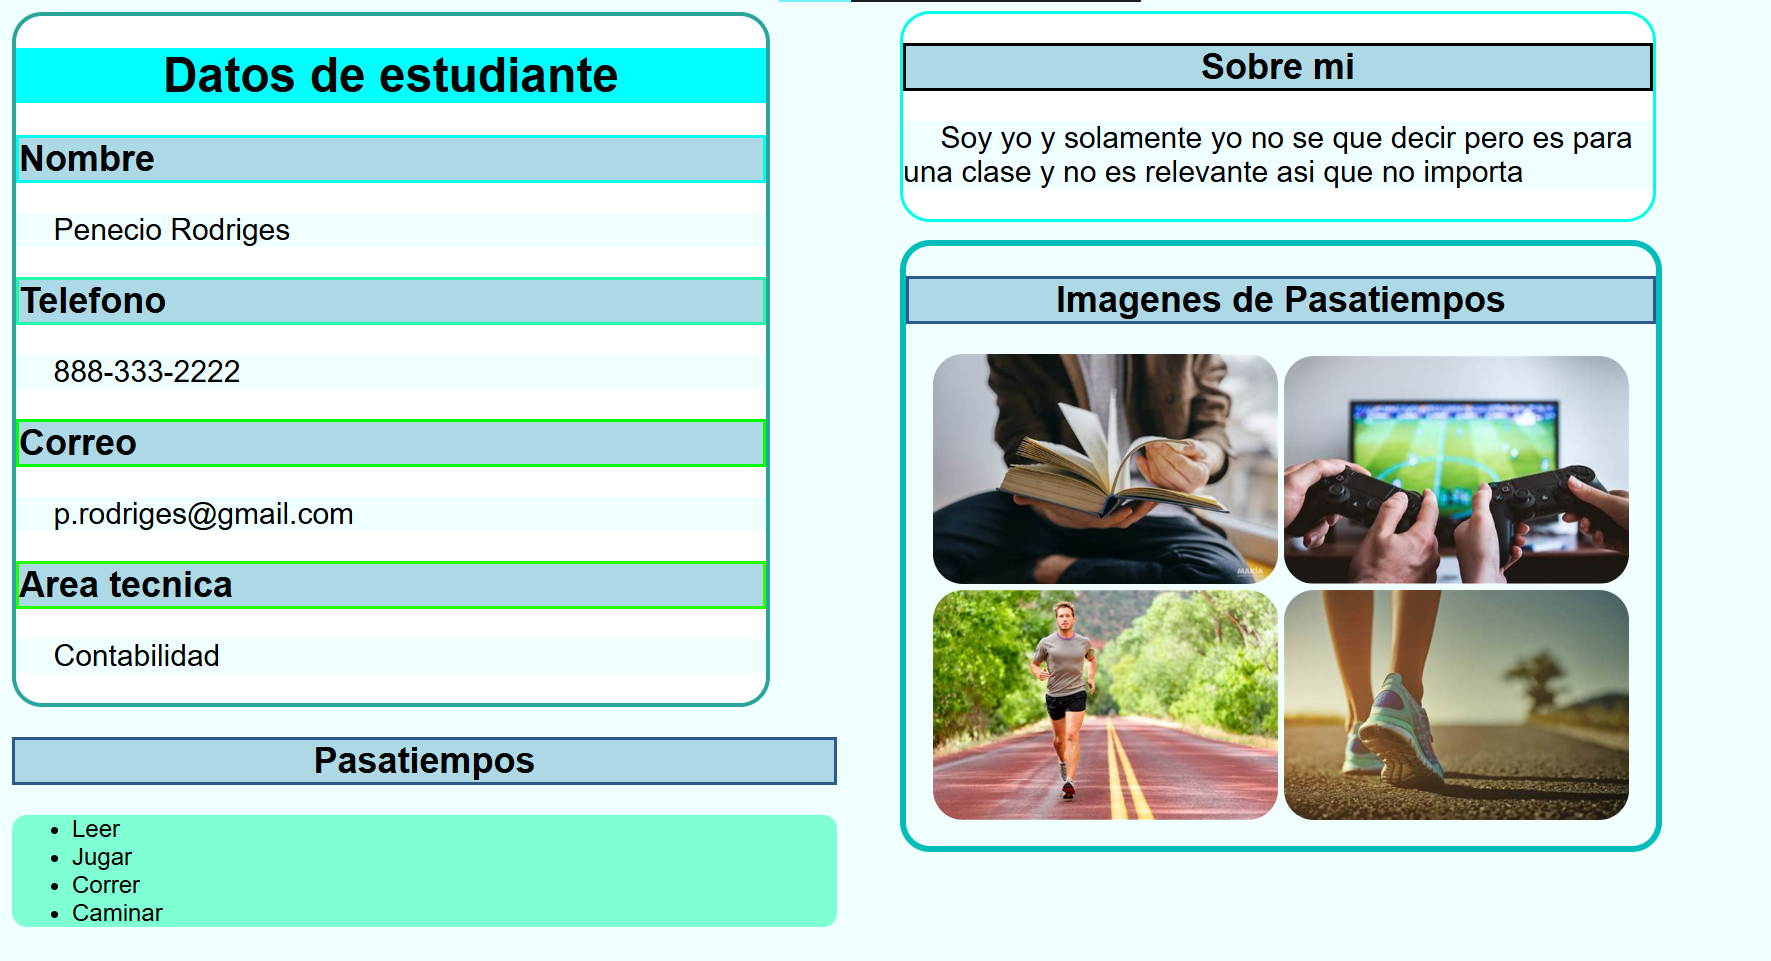 Datos de estudiante
Nombre
Penecio Rodriges
Telefono
888-333-2222
Correo
p.rodriges@gmail.com
Area tecnica
Contabilidad
Pasatiempos
Leer
Jugar
Correr
Caminar
Sobre mi
Soy yo y solamente yo no se que decir pero es para
una clase y no es relevante asi que no importa
Imagenes de Pasatiempos
MAKIA